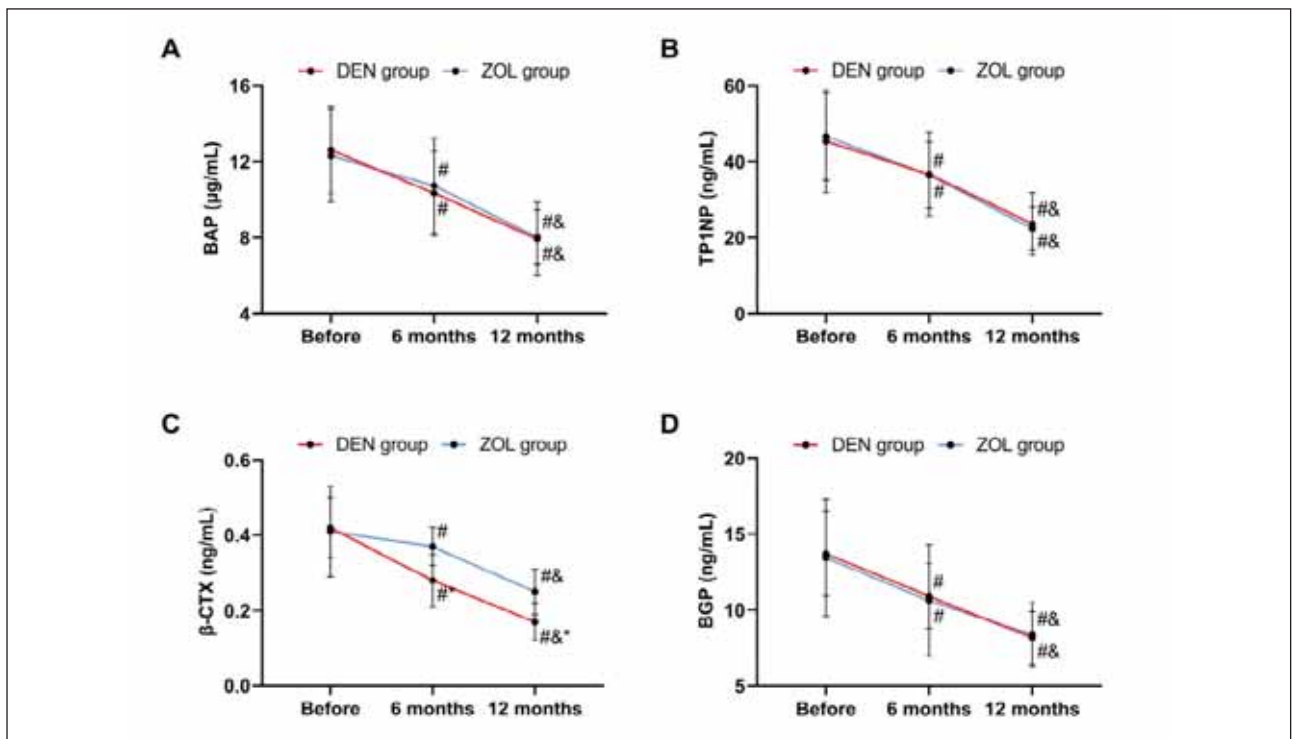 A
DEN group ZOL group
16
12
8
4
BAP (µg/mL)
#
#
#&
#&
Before 6 months 12 months
B
DEN group ZOL group
60
40
20
0
TP1NP (ng/mL)
#
#
#&
#&
Before 6 months 12 months
C
DEN group ZOL group
0.6
0.4
0.2
0.0
β-CTX (ng/mL)
#
#*
#&
#&*
Before 6 months 12 months
D
DEN group ZOL group
20
15
10
5
BGP (ng/mL)
#
#
#&
#&
Before 6 months 12 months